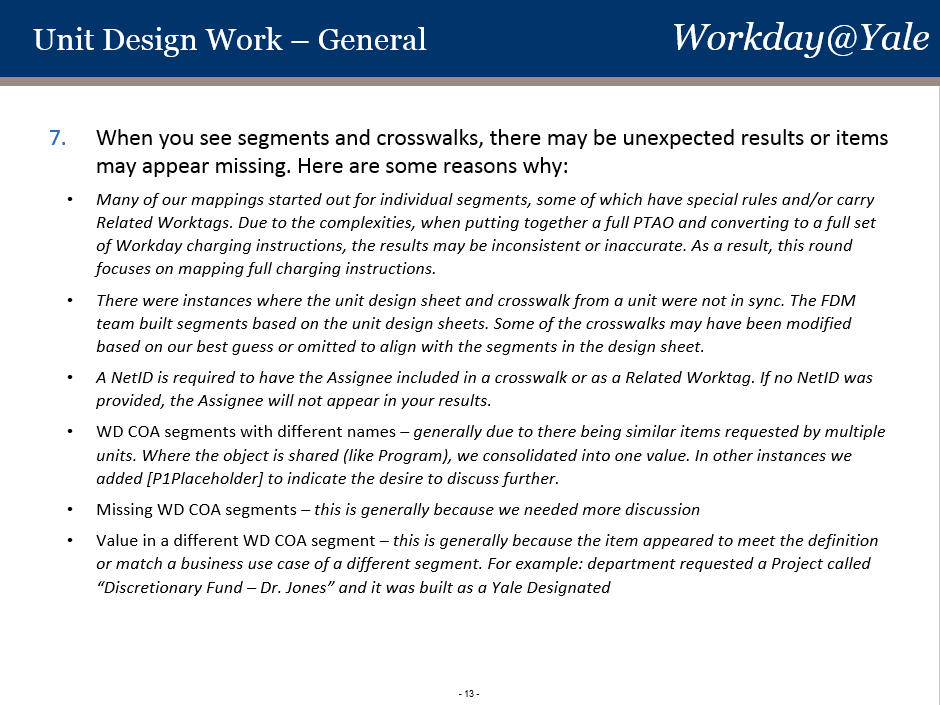 Unit Design Work – General
Workday@Yale
7. When you see segments and crosswalks, there may be unexpected results or items
may appear missing. Here are some reasons why:
• Many of our mappings started out for individual segments, some of which have special rules and/or carry
Related Worktags. Due to the complexities, when putting together a full PTAO and converting to a full set
of Workday charging instructions, the results may be inconsistent or inaccurate. As a result, this round
focuses on mapping full charging instructions.
• There were instances where the unit design sheet and crosswalk from a unit were not in sync. The FDM
team built segments based on the unit design sheets. Some of the crosswalks may have been modified
based on our best guess or omitted to align with the segments in the design sheet.
• A NetID is required to have the Assignee included in a crosswalk or as a Related Worktag. If no NetID was
provided, the Assignee will not appear in your results.
• WD COA segments with different names – generally due to there being similar items requested by multiple
units. Where the object is shared (like Program), we consolidated into one value. In other instances we
added [P1Placeholder] to indicate the desire to discuss further.
• Missing WD COA segments – this is generally because we needed more discussion
• Value in a different WD COA segment – this is generally because the item appeared to meet the definition
or match a business use case of a different segment. For example: department requested a Project called
“Discretionary Fund – Dr. Jones” and it was built as a Yale Designated
- 13 -